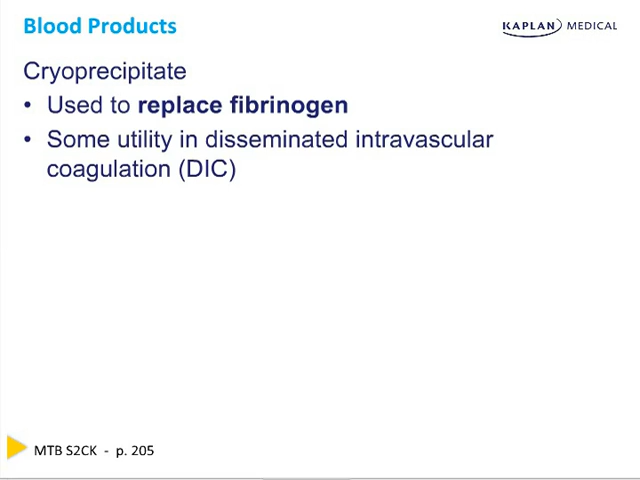 Blood Products
KAPLAN MEDICAL
Cryoprecipitate
• Used to replace fibrinogen
• Some utility in disseminated intravascular
coagulation (DIC)
MTB S2CK - p. 205